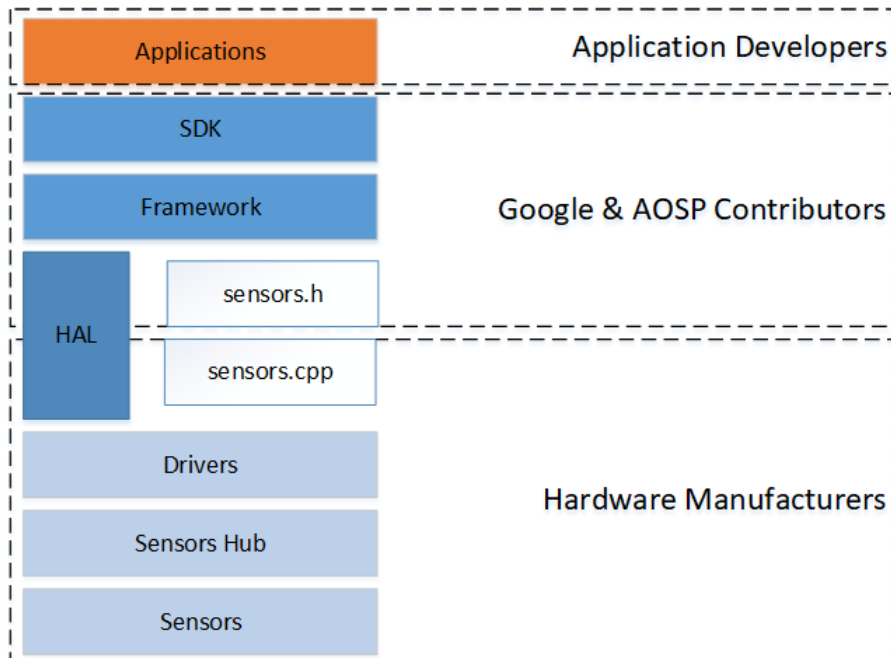 Applications
Application Developers
SDK
Framework
Google & AOSP Contributors
HAL
sensors.h
sensors.cpp
Drivers
Hardware Manufacturers
Sensors Hub
Sensors